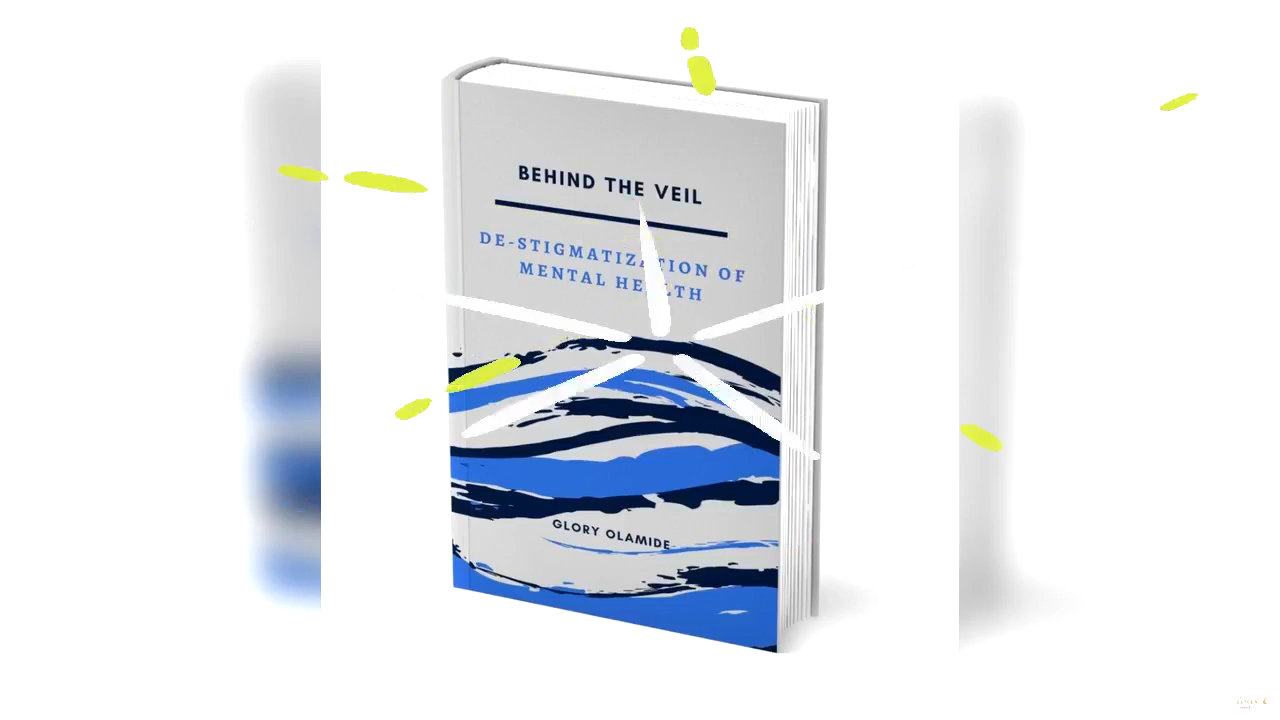 BEHIND THE VEIL
DE-STIGMATIZATION OF
MENTAL HEALTH
GLORY OLAMIDE